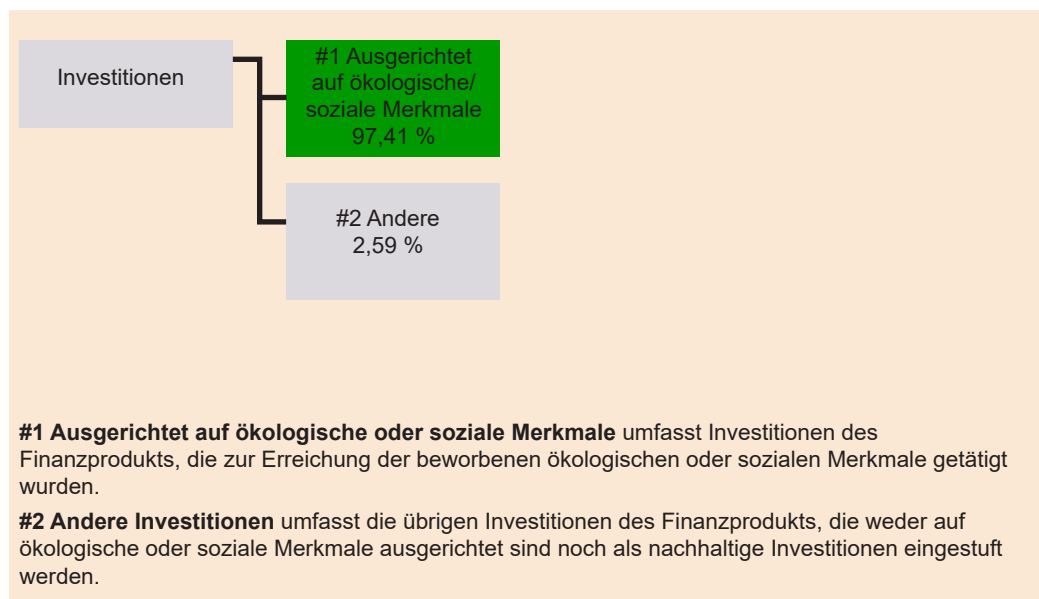 Investitionen
#1 Ausgerichtet
auf ökologische/
soziale Merkmale
97,41 %
#2 Andere
2,59 %
#1 Ausgerichtet auf ökologische oder soziale Merkmale umfasst Investitionen des
Finanzprodukts, die zur Erreichung der beworbenen ökologischen oder sozialen Merkmale getätigt
wurden.
#2 Andere Investitionen umfasst die übrigen Investitionen des Finanzprodukts, die weder auf
ökologische oder soziale Merkmale ausgerichtet sind noch als nachhaltige Investitionen eingestuft
werden.